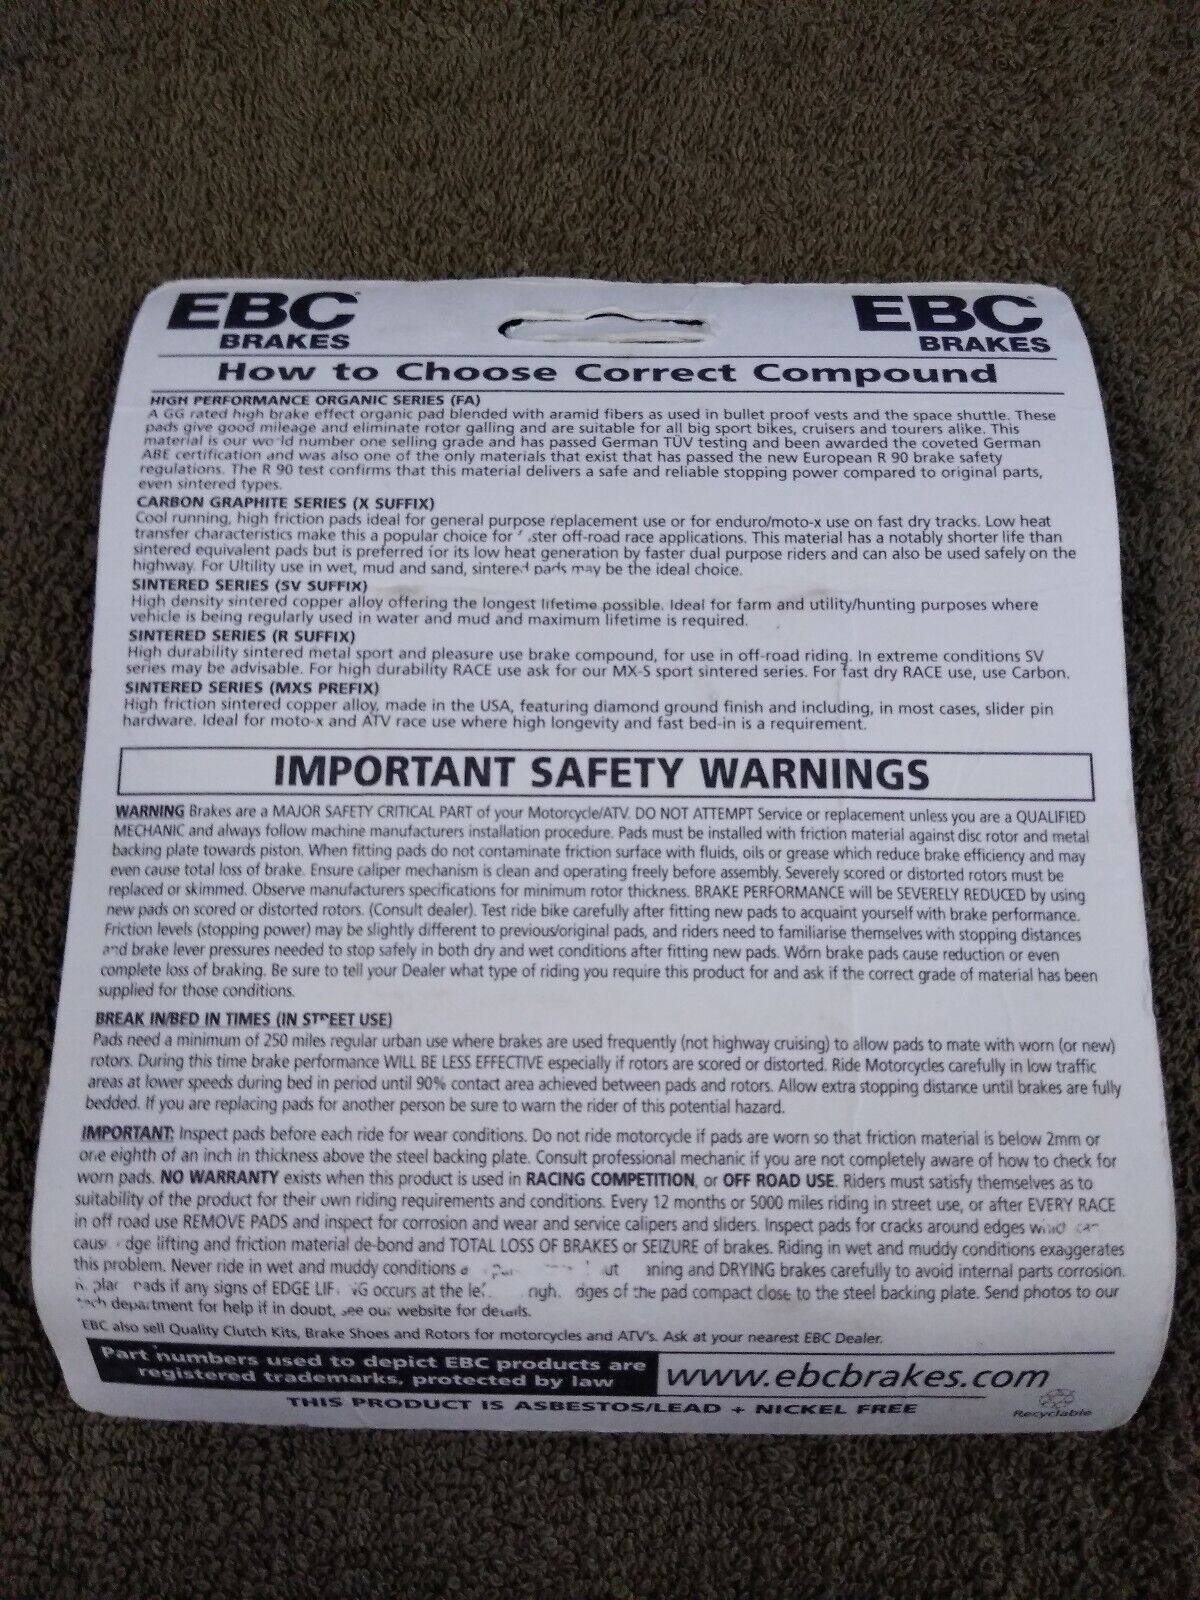 EBC EBC
BRAKES BRAKES
How to Choose Correct Compound
HIGH PERFORMANCE ORGANIC SERIES (FA)
A GG rated high brake effect organic pad blended with aramid fibers as used in bullet proof vests and the space shuttle. These
pads give good mileage and eliminate rotor galling and are suitable for all big sport bikes, cruisers and tourers alike. This
material is our number one selling grade and has passed German TÜV testing and been awarded the coveted German
ABE certification and was also one of the only materials that exist that has passed the new European R 90 brake safety
regulations. The R 90 test confirms that this material delivers a safe and reliable stopping power compared to original parts,
even sintered types.
CARBON GRAPHITE SERIES (X SUFFIX)
Cool running, high friction pads ideal for general purpose replacement use or for enduro/moto-x use on fast dry tracks. Low heat
transfer characteristics make this a popular choice for off-road race applications. This material has a notably shorter life than
sintered equivalent pads but is preferred for its low heat generation by faster dual purpose riders and can also be used safely on the
highway. For Ultility use in wet, mud and sand, sintered pads may be the ideal choice.
SINTERED SERIES (SV SUFFIX)
High density sintered copper alloy offering the longest lifetime possible. Ideal for farm and utility/hunting purposes where
vehicle is being regularly used in water and mud and maximum lifetime is required.
SINTERED SERIES (R SUFFIX)
High durability sintered metal sport and pleasure use brake compound, for use in off-road riding. In extreme conditions SV
series may be advisable. For high durability RACE use ask for our MX-S sport sintered series. For fast dry RACE use, use Carbon.
SINTERED SERIES (MXS PREFIX)
High friction sintered copper alloy, made in the USA, featuring diamond ground finish and including, in most cases, slider pin
hardware. Ideal for moto-x and ATV race use where high longevity and fast bed-in is a requirement.
IMPORTANT SAFETY WARNINGS
WARNING Brakes are a MAJOR SAFETY CRITICAL PART of your Motorcycle/ATV. DO NOT ATTEMPT Service or replacement unless you are a QUALIFIED
MECHANIC and always follow machine manufacturers installation procedure. Pads must be installed with friction material against disc rotor and metal
backing plate towards piston. When fitting pads do not contaminate friction surface with fluids, oils or grease which reduce brake efficiency and may
even cause total loss of brake. Ensure caliper mechanism is clean and operating freely before assembly. Severely scored or distorted rotors must be
replaced or skimmed. Observe manufacturers specifications for minimum rotor thickness. BRAKE PERFORMANCE will be SEVERELY REDUCED by using
new pads on scored or distorted rotors. (Consult dealer). Test ride bike carefully after fitting new pads to acquaint yourself with brake performance.
Friction levels (stopping power) may be slightly different to previous/original pads, and riders need to familiarise themselves with stopping distances
and brake lever pressures needed to stop safely in both dry and wet conditions after fitting new pads. Worn brake pads cause reduction or even
complete loss of braking. Be sure to tell your Dealer what type of riding you require this product for and ask if the correct grade of material has been
supplied for those conditions.
BREAK IN/BED IN TIMES (IN STREET USE)
Pads need a minimum of 250 miles regular urban use where brakes are used frequently (not highway cruising) to allow pads to mate with worn (or new)
rotors. During this time brake performance WILL BE LESS EFFECTIVE especially if rotors are scored or distorted. Ride Motorcycles carefully in low traffic
areas at lower speeds during bed in period until 90% contact area achieved between pads and rotors. Allow extra stopping distance until brakes are fully
bedded. If you are replacing pads for another person be sure to warn the rider of this potential hazard.
IMPORTANT: Inspect pads before each ride for wear conditions. Do not ride motorcycle if pads are worn so that friction material is below 2mm or
one eighth of an inch in thickness above the steel backing plate. Consult professional mechanic if you are not completely aware of how to check for
worn pads. NO WARRANTY exists when this product is used in RACING COMPETITION, or OFF ROAD USE. Riders must satisfy themselves as to
suitability of the product for their own riding requirements and conditions. Every 12 months or 5000 miles riding in street use, or after EVERY RACE
in off road use REMOVE PADS and inspect for corrosion and wear and service calipers and sliders. Inspect pads for cracks around edges
lifting and friction material de-bond and TOTAL LOSS OF BRAKES or SEIZURE of brakes. Riding in wet and muddy conditions exaggerates
this problem. Never ride in wet and muddy conditions and DRYING brakes carefully to avoid internal parts corrosion.
if any signs of EDGE occurs at the of the pad compact close to the steel backing plate. Send photos to our
department for help if in doubt, see our website for details.
EBC also sell Quality Clutch Kits, Brake Shoes and Rotors for motorcycles and ATV's. Ask at your nearest EBC Dealer.
Part numbers used to depict EBC products are
registered trademarks, protected by law
www.ebcbrakes.com
THIS PRODUCT IS ASBESTOS/LEAD + NICKEL FREE
Recyclable